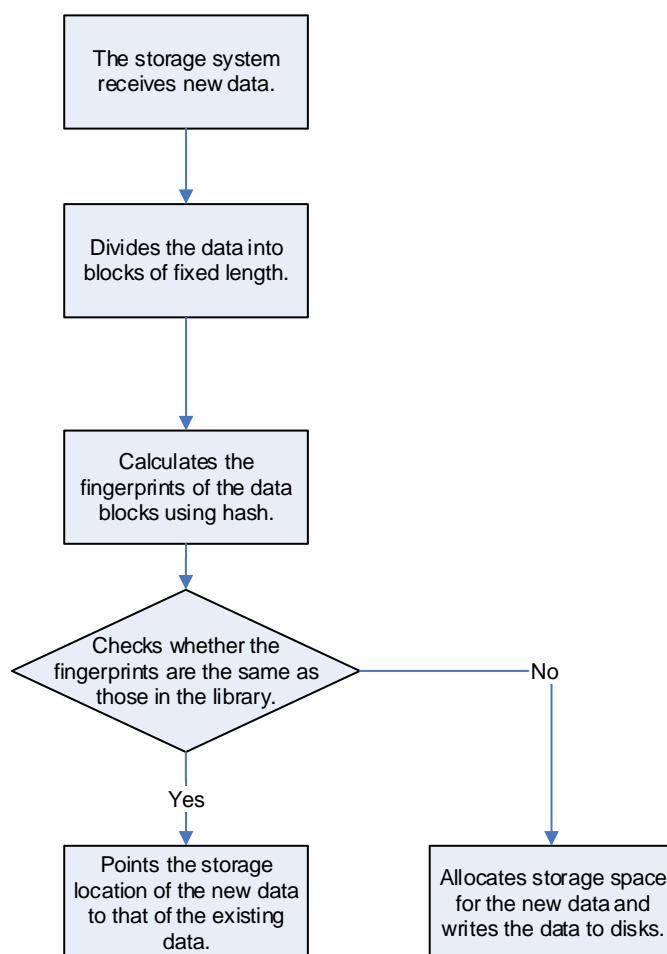 The storage system
receives new data.
Divides the data into
blocks of fixed length.
Calculates the
fingerprints of the data
blocks using hash.
Checks whether the
fingerprints are the same as
those in the library.
No
Yes
Points the storage
location of the new data
to that of the existing
data.
Allocates storage space
for the new data and
writes the data to disks.